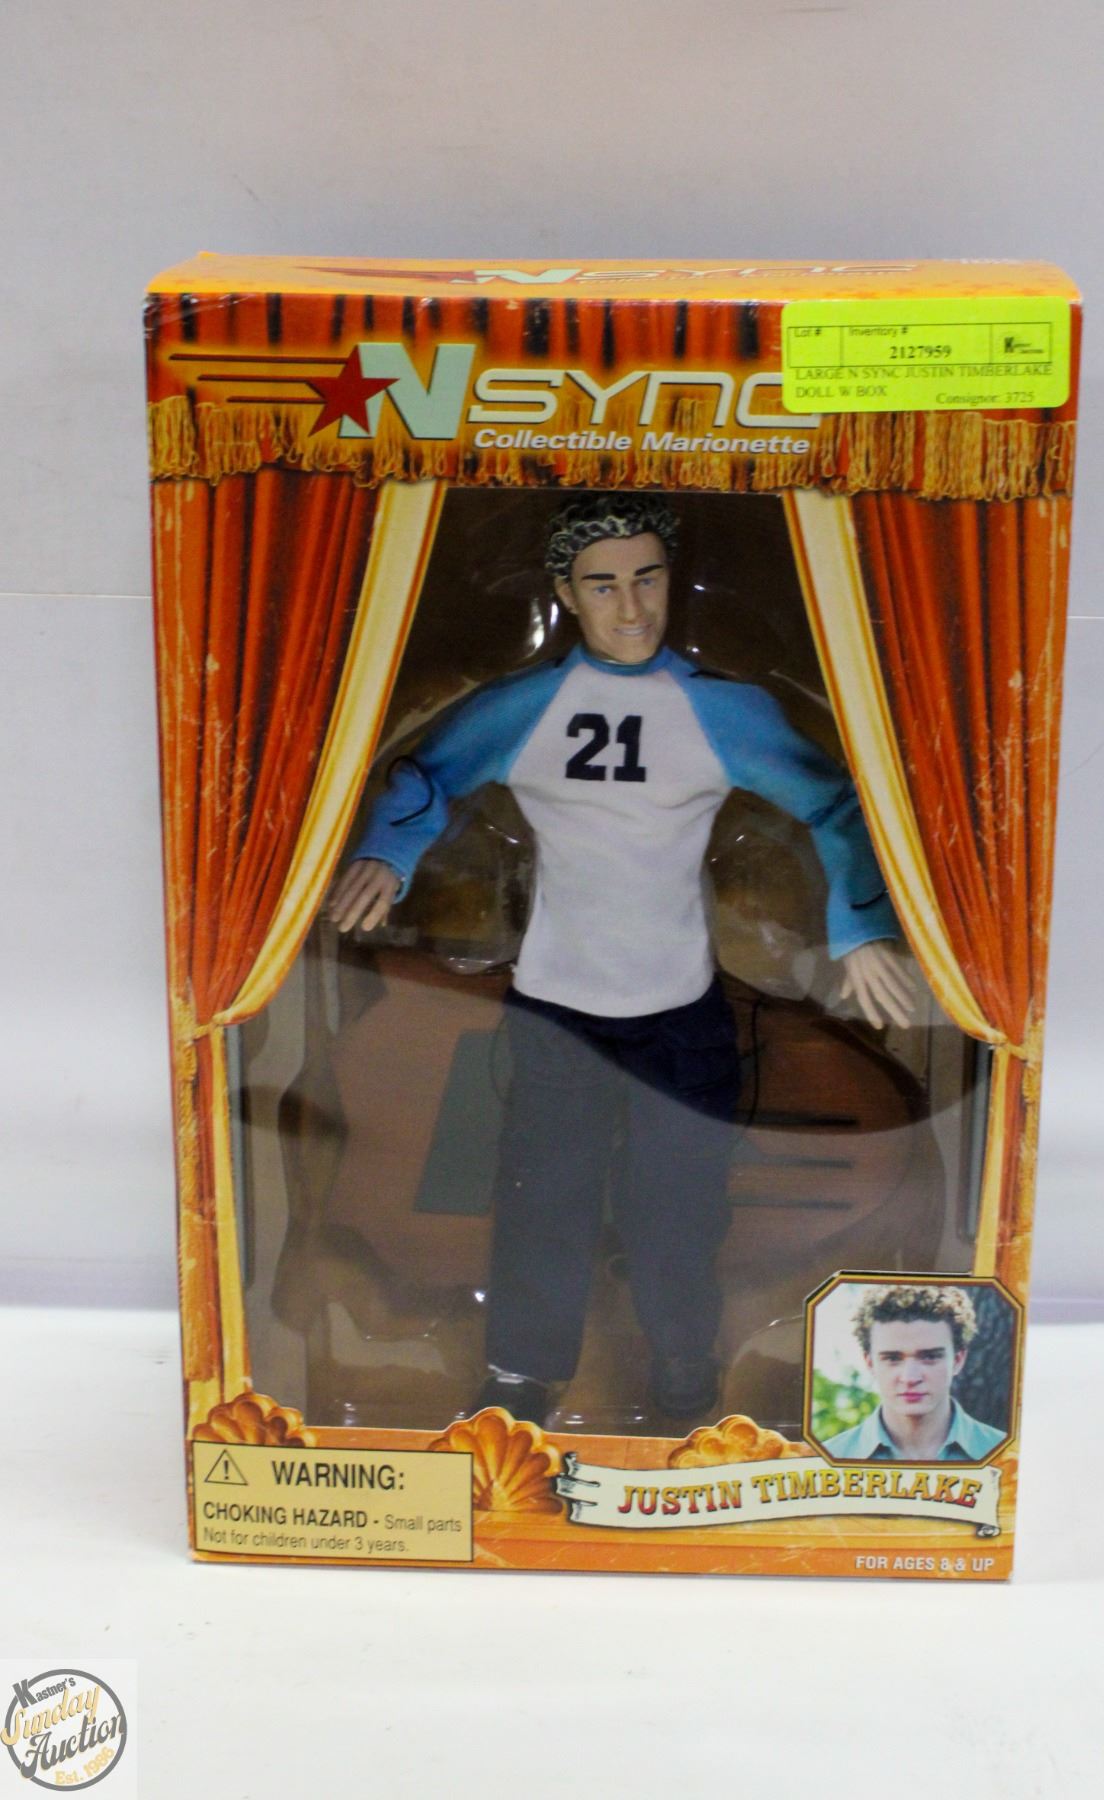 Lot #
Inventory #
2127959
LARGE N SYNC JUSTIN TIMBERLAKE
DOLL W BOX
Consignor: 3725
NSYNC
Collectible Marionette
21
WARNING:
CHOKING HAZARD - Small parts
Not for children under 3 years.
JUSTIN TIMBERLAKE
FOR AGES 8 & UP
Kastner's
Sunday
Auction
Est. 1986